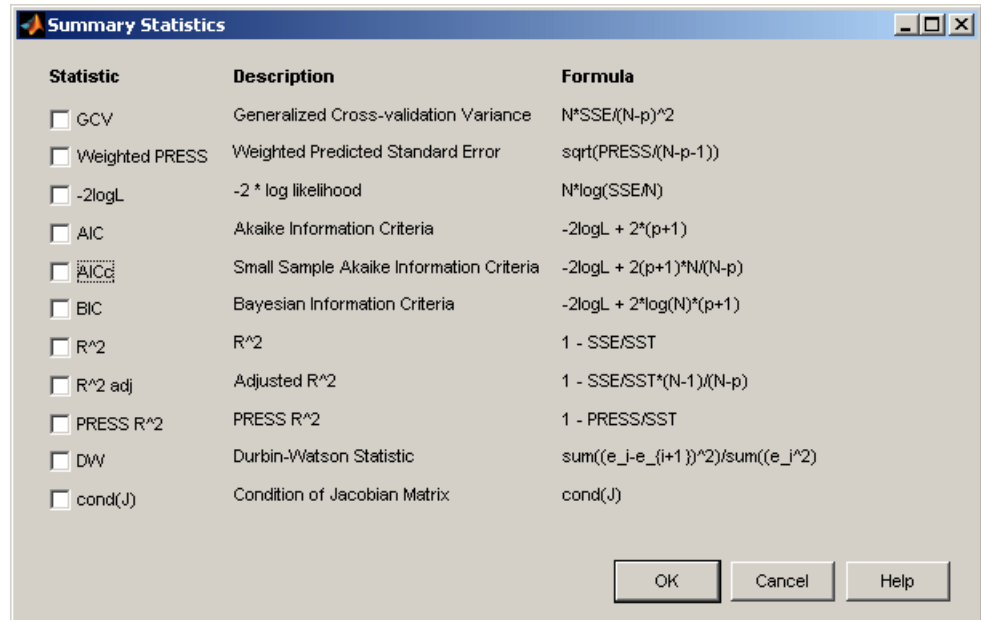 Summary Statistics
Statistic Description Formula
GCV Generalized Cross-validation Variance N*SSE/(N-p)^2
Weighted PRESS Weighted Predicted Standard Error sqrt(PRESS/(N-p-1))
-2logL -2 * log likelihood N*log(SSE/N)
AIC Akaike Information Criteria -2logL + 2*(p+1)
AICc Small Sample Akaike Information Criteria -2logL + 2(p+1)*N/(N-p)
BIC Bayesian Information Criteria -2logL + 2*log(N)*(p+1)
R^2 R^2 1 - SSE/SST
R^2 adj Adjusted R^2 1 - SSE/SST*(N-1)/(N-p)
PRESS R^2 PRESS R^2 1 - PRESS/SST
DW Durbin-Watson Statistic sum((e_i-e_{i+1})^2)/sum((e_i^2)
cond(J) Condition of Jacobian Matrix cond(J)
OK Cancel Help